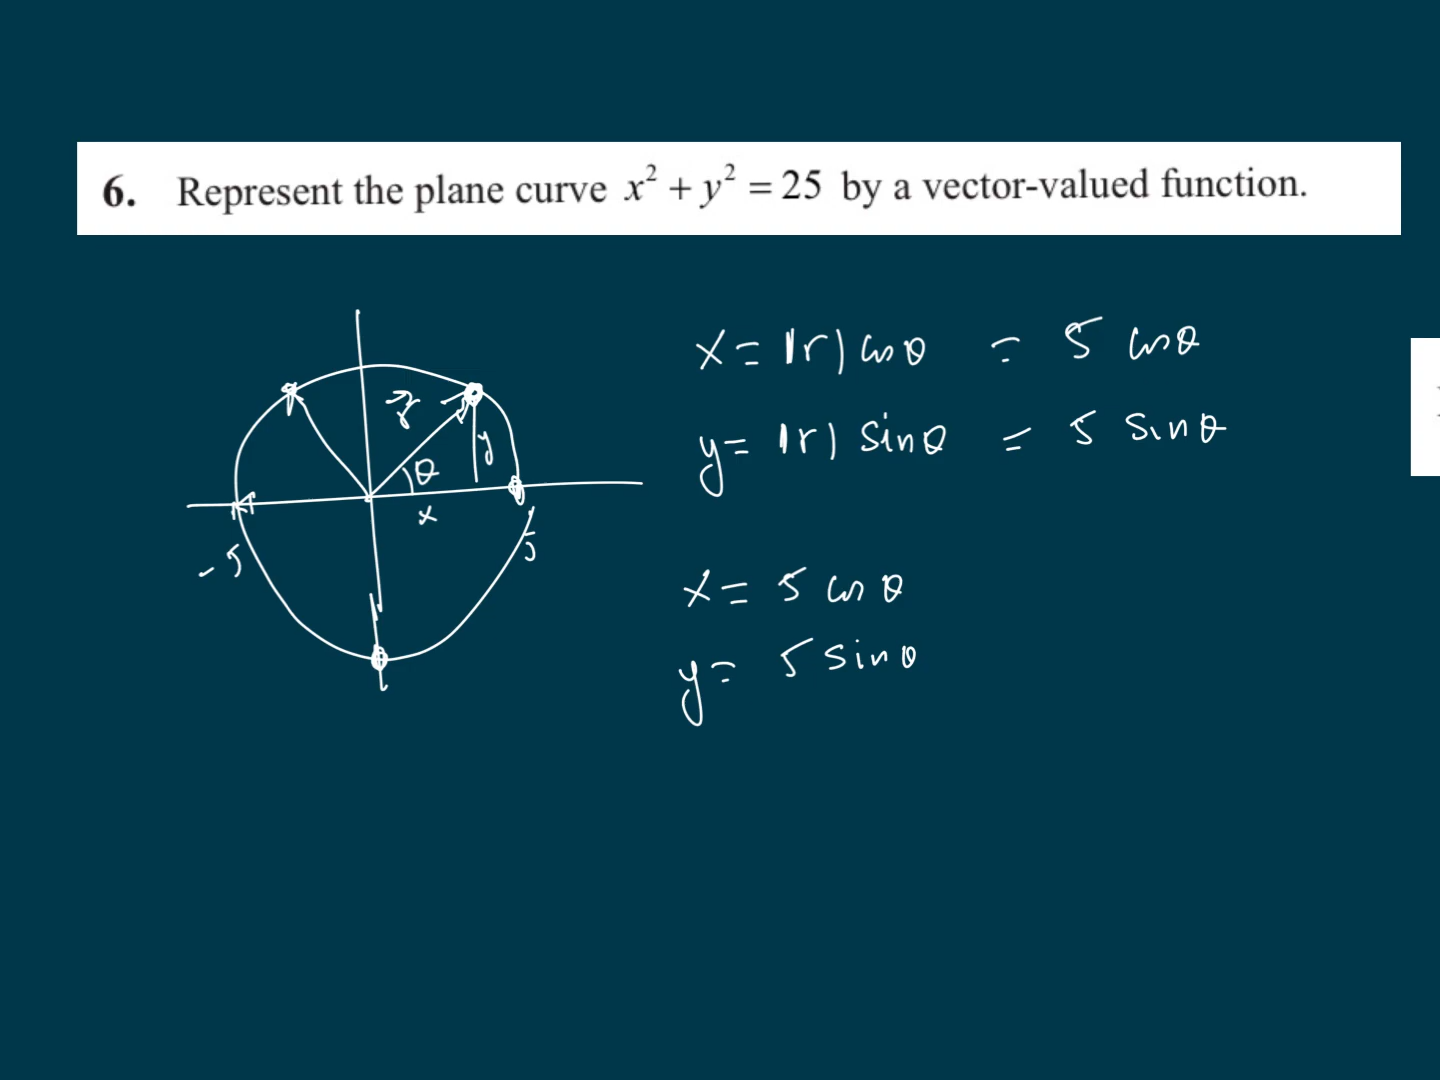 6. Represent the plane curve x² + y² = 25 by a vector-valued function.
x = |r| cos θ = 5 cos θ
y = |r| sin θ = 5 sin θ
r
y
θ
x
-5
5
x = 5 cos θ
y = 5 sin θ